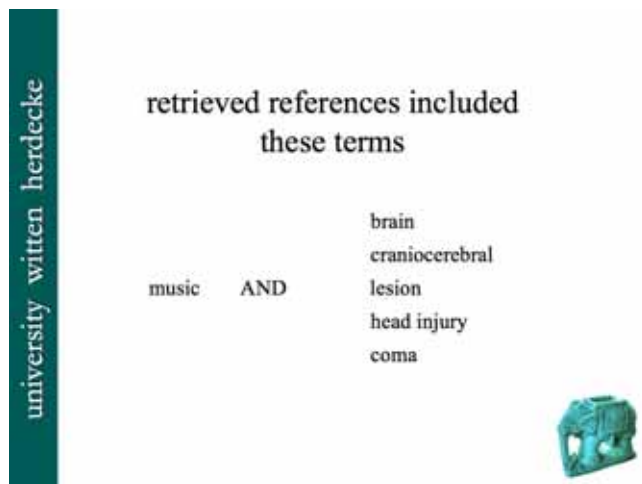 university witten herdecke
retrieved references included
these terms
brain
craniocerebral
music AND lesion
head injury
coma